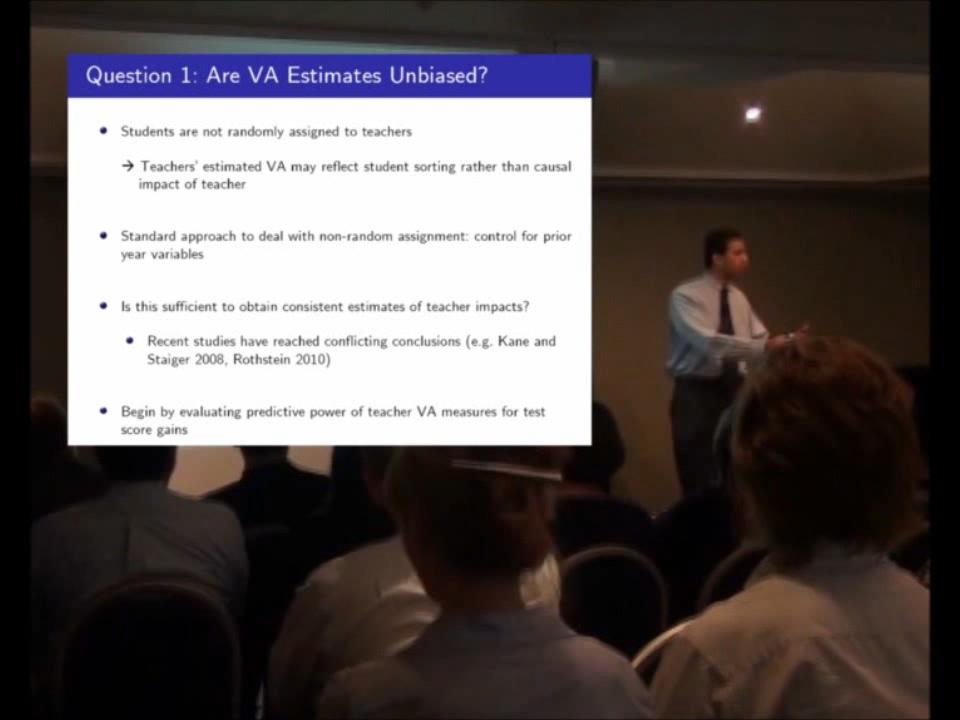 Question 1: Are VA Estimates Unbiased?
Students are not randomly assigned to teachers
→ Teachers' estimated VA may reflect student sorting rather than causal
impact of teacher
Standard approach to deal with non-random assignment: control for prior
year variables
Is this sufficient to obtain consistent estimates of teacher impacts?
Recent studies have reached conflicting conclusions (e.g. Kane and
Staiger 2008, Rothstein 2010)
Begin by evaluating predictive power of teacher VA measures for test
score gains